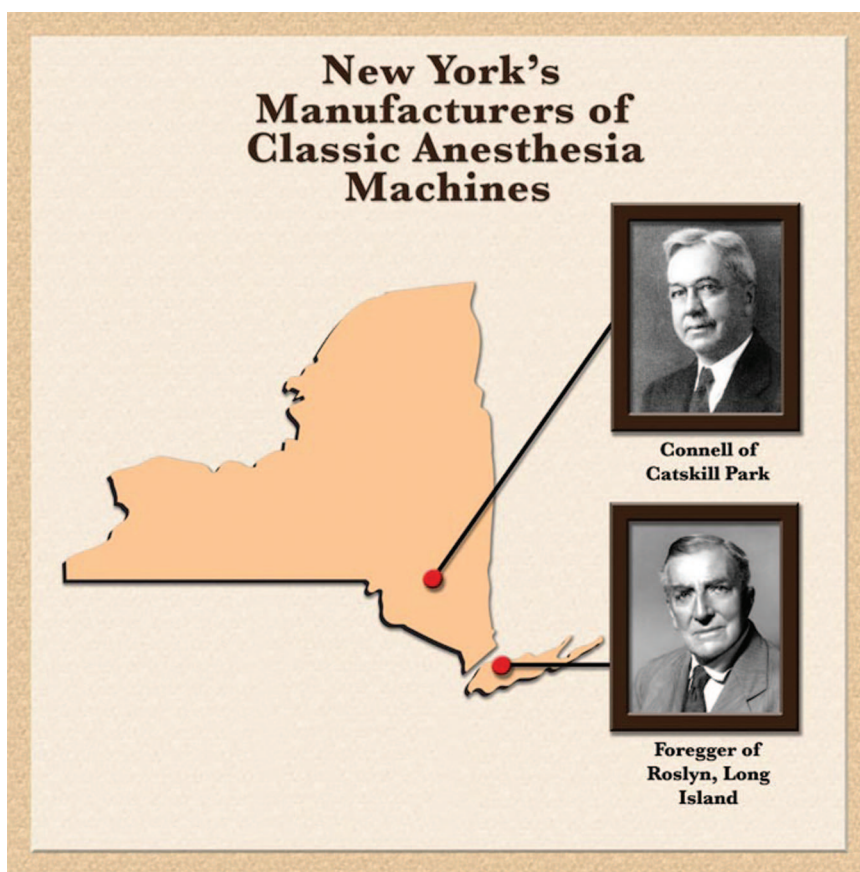 New York's
Manufacturers of
Classic Anesthesia
Machines
Connell of
Catskill Park
Foregger of
Roslyn, Long
Island